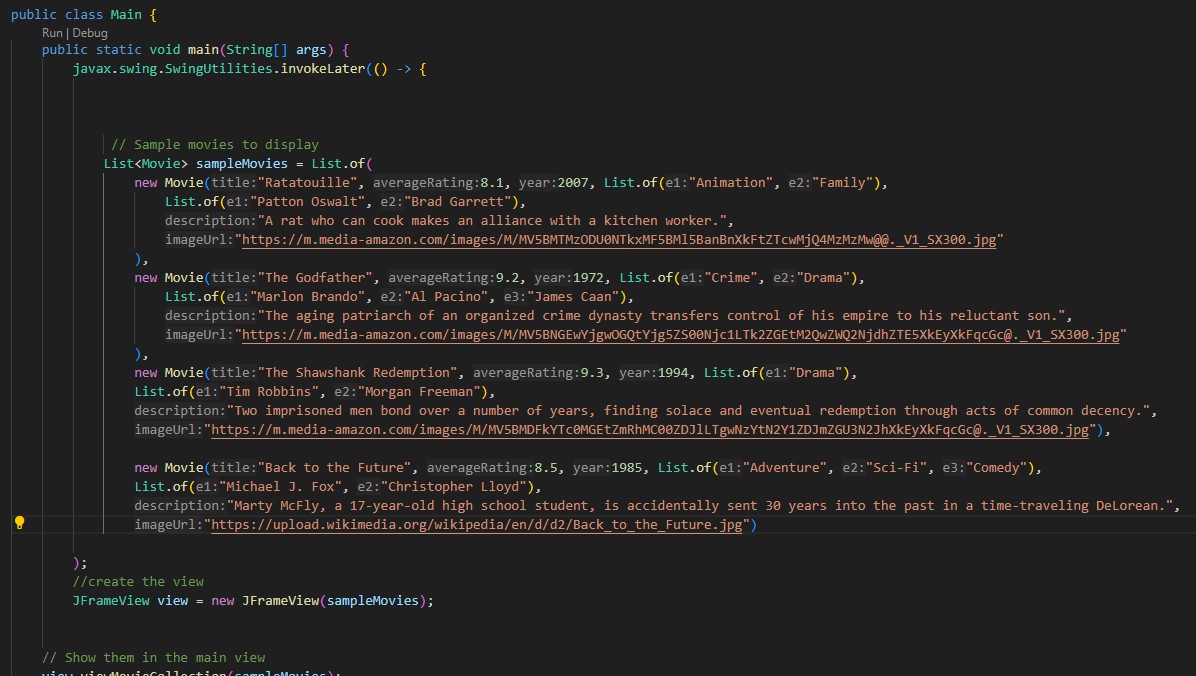 public class Main {
Run | Debug
public static void main(String[] args) {
javax.swing.SwingUtilities.invokeLater(() -> {
// Sample movies to display
List<Movie> sampleMovies = List.of(
new Movie(title:"Ratatouille", averageRating:8.1, year:2007, List.of(e1:"Animation", e2:"Family"),
List.of(e1:"Patton Oswalt", e2:"Brad Garrett"),
description:"A rat who can cook makes an alliance with a kitchen worker.",
imageUrl:"https://m.media-amazon.com/images/M/MV5BMTMzODU0NTkxMF5BMl5BanBnXkFtZTcwMjQ4MzMzMw@@._V1_SX300.jpg"
),
new Movie(title:"The Godfather", averageRating:9.2, year:1972, List.of(e1:"Crime", e2:"Drama"),
List.of(e1:"Marlon Brando", e2:"Al Pacino", e3:"James Caan"),
description:"The aging patriarch of an organized crime dynasty transfers control of his empire to his reluctant son.",
imageUrl:"https://m.media-amazon.com/images/M/MV5BNGEwYjgwOGQtYjg5ZS00Njc1LTk2ZGEtM2QwZWQ2NjdhZTE5XkEyXkFqcGc@._V1_SX300.jpg"
),
new Movie(title:"The Shawshank Redemption", averageRating:9.3, year:1994, List.of(e1:"Drama"),
List.of(e1:"Tim Robbins", e2:"Morgan Freeman"),
description:"Two imprisoned men bond over a number of years, finding solace and eventual redemption through acts of common decency.",
imageUrl:"https://m.media-amazon.com/images/M/MV5BMDFkYTc0MGEtZmRhMC00ZDJlLTgwNzYtN2Y1ZDJmZGU3N2JhXkEyXkFqcGc@._V1_SX300.jpg"),
new Movie(title:"Back to the Future", averageRating:8.5, year:1985, List.of(e1:"Adventure", e2:"Sci-Fi", e3:"Comedy"),
List.of(e1:"Michael J. Fox", e2:"Christopher Lloyd"),
description:"Marty McFly, a 17-year-old high school student, is accidentally sent 30 years into the past in a time-traveling DeLorean.",
imageUrl:"https://upload.wikimedia.org/wikipedia/en/d/d2/Back_to_the_Future.jpg")
);
//create the view
JFrameView view = new JFrameView(sampleMovies);
// Show them in the main view
view.viewMovieCollection(sampleMovies);